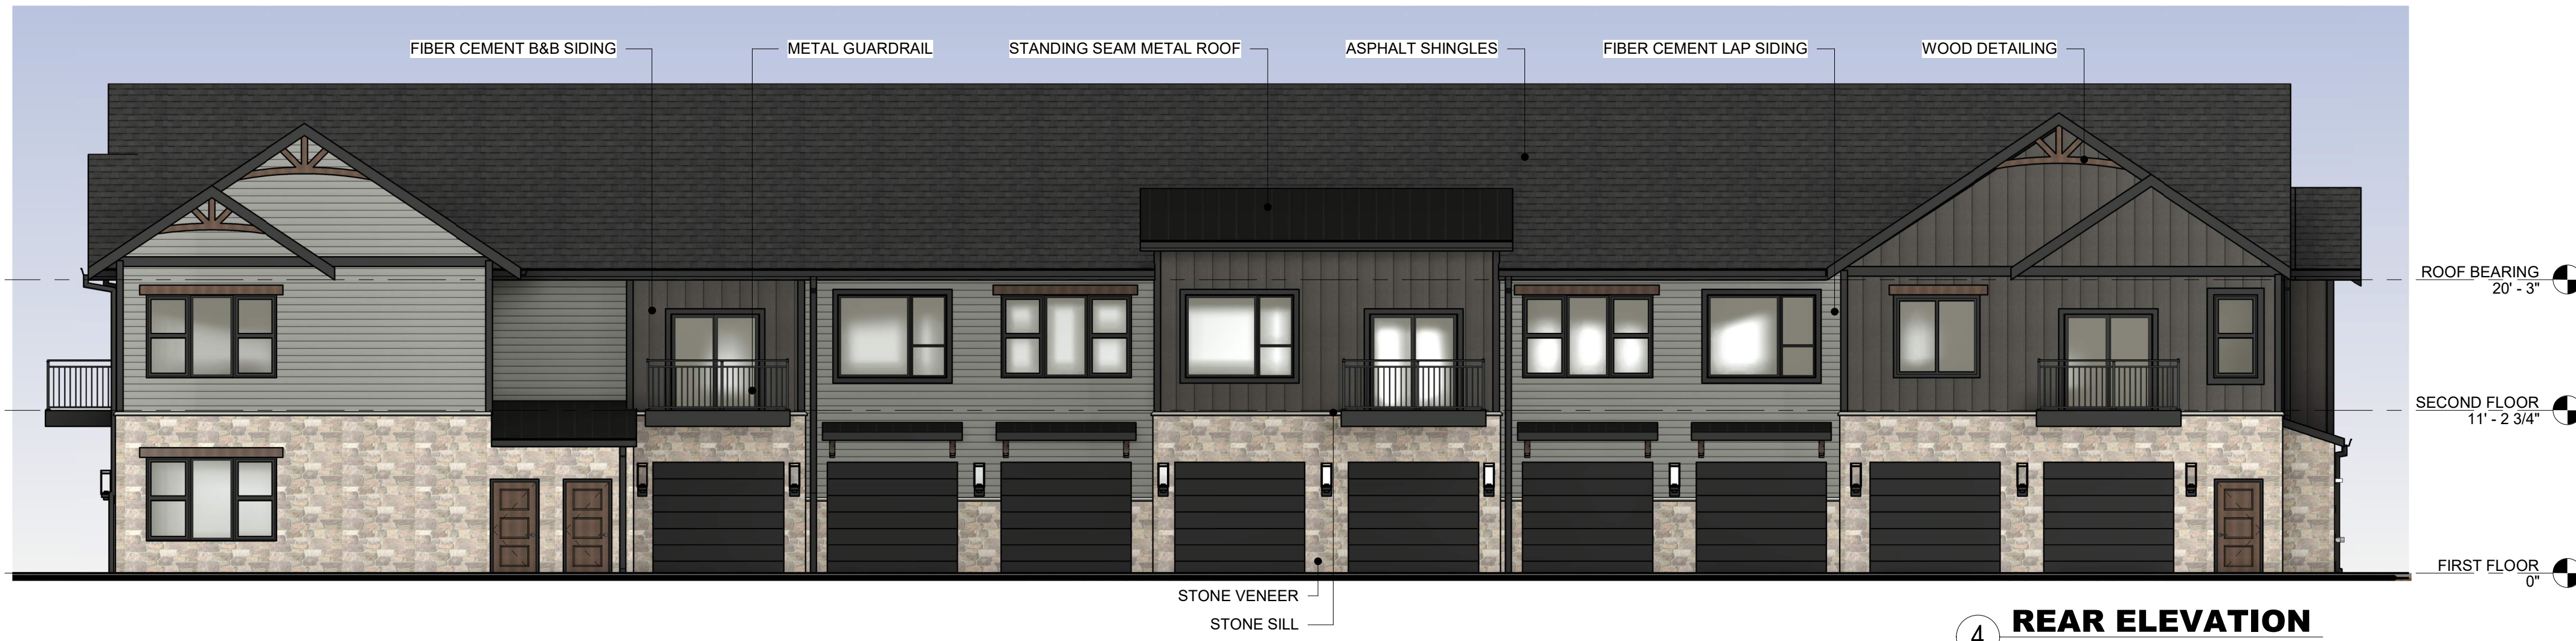 FIBER CEMENT B&B SIDING
METAL GUARDRAIL
STANDING SEAM METAL ROOF
ASPHALT SHINGLES
FIBER CEMENT LAP SIDING
WOOD DETAILING
ROOF BEARING
20' - 3"
SECOND FLOOR
11' - 2 3/4"
FIRST FLOOR
0"
STONE VENEER
STONE SILL
4
REAR ELEVATION